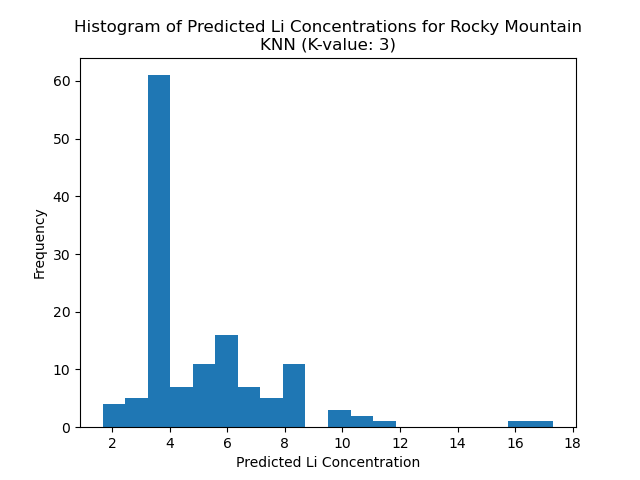 Histogram of Predicted Li Concentrations for Rocky Mountain
KNN (K-value: 3)
60
50
40
30
20
10
0
Frequency
2 4 6 8 10 12 14 16 18
Predicted Li Concentration